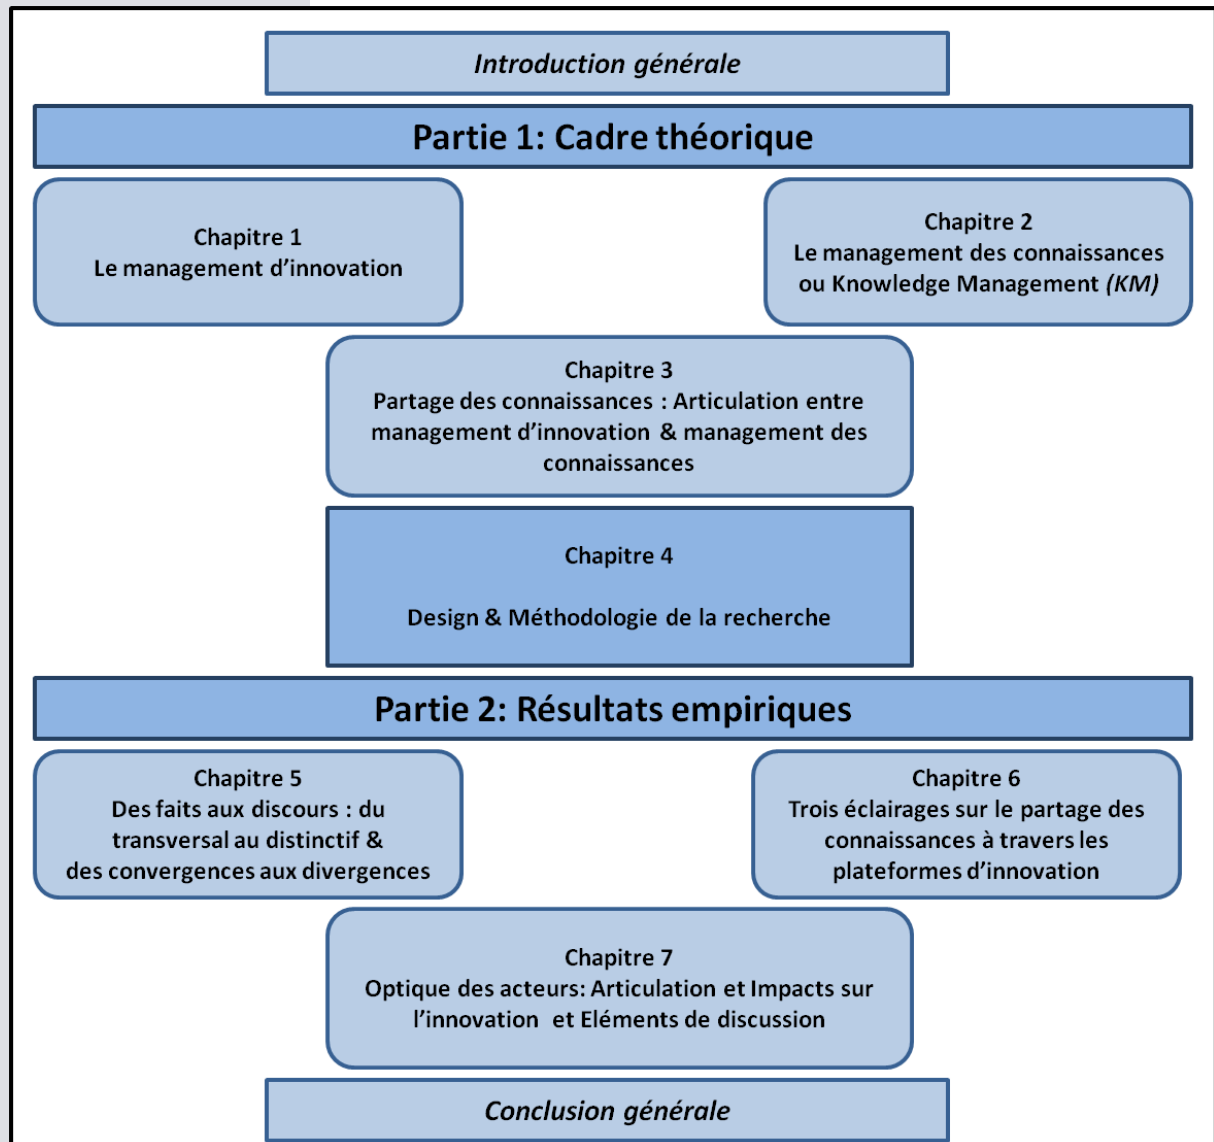 Introduction générale
Partie 1: Cadre théorique
Chapitre 1
Le management d'innovation
Chapitre 2
Le management des connaissances
ou Knowledge Management (KM)
Chapitre 3
Partage des connaissances : Articulation entre
management d'innovation & management des
connaissances
Chapitre 4
Design & Méthodologie de la recherche
Partie 2: Résultats empiriques
Chapitre 5
Des faits aux discours : du
transversal au distinctif &
des convergences aux divergences
Chapitre 6
Trois éclairages sur le partage des
connaissances à travers les
plateformes d'innovation
Chapitre 7
Optique des acteurs: Articulation et Impacts sur
l'innovation et Eléments de discussion
Conclusion générale